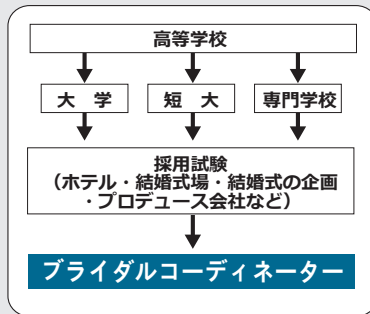 高等学校
大　学
短　大
専門学校
採用試験
（ホテル・結婚式場・結婚式の企画
・プロデュース会社など）
ブライダルコーディネーター